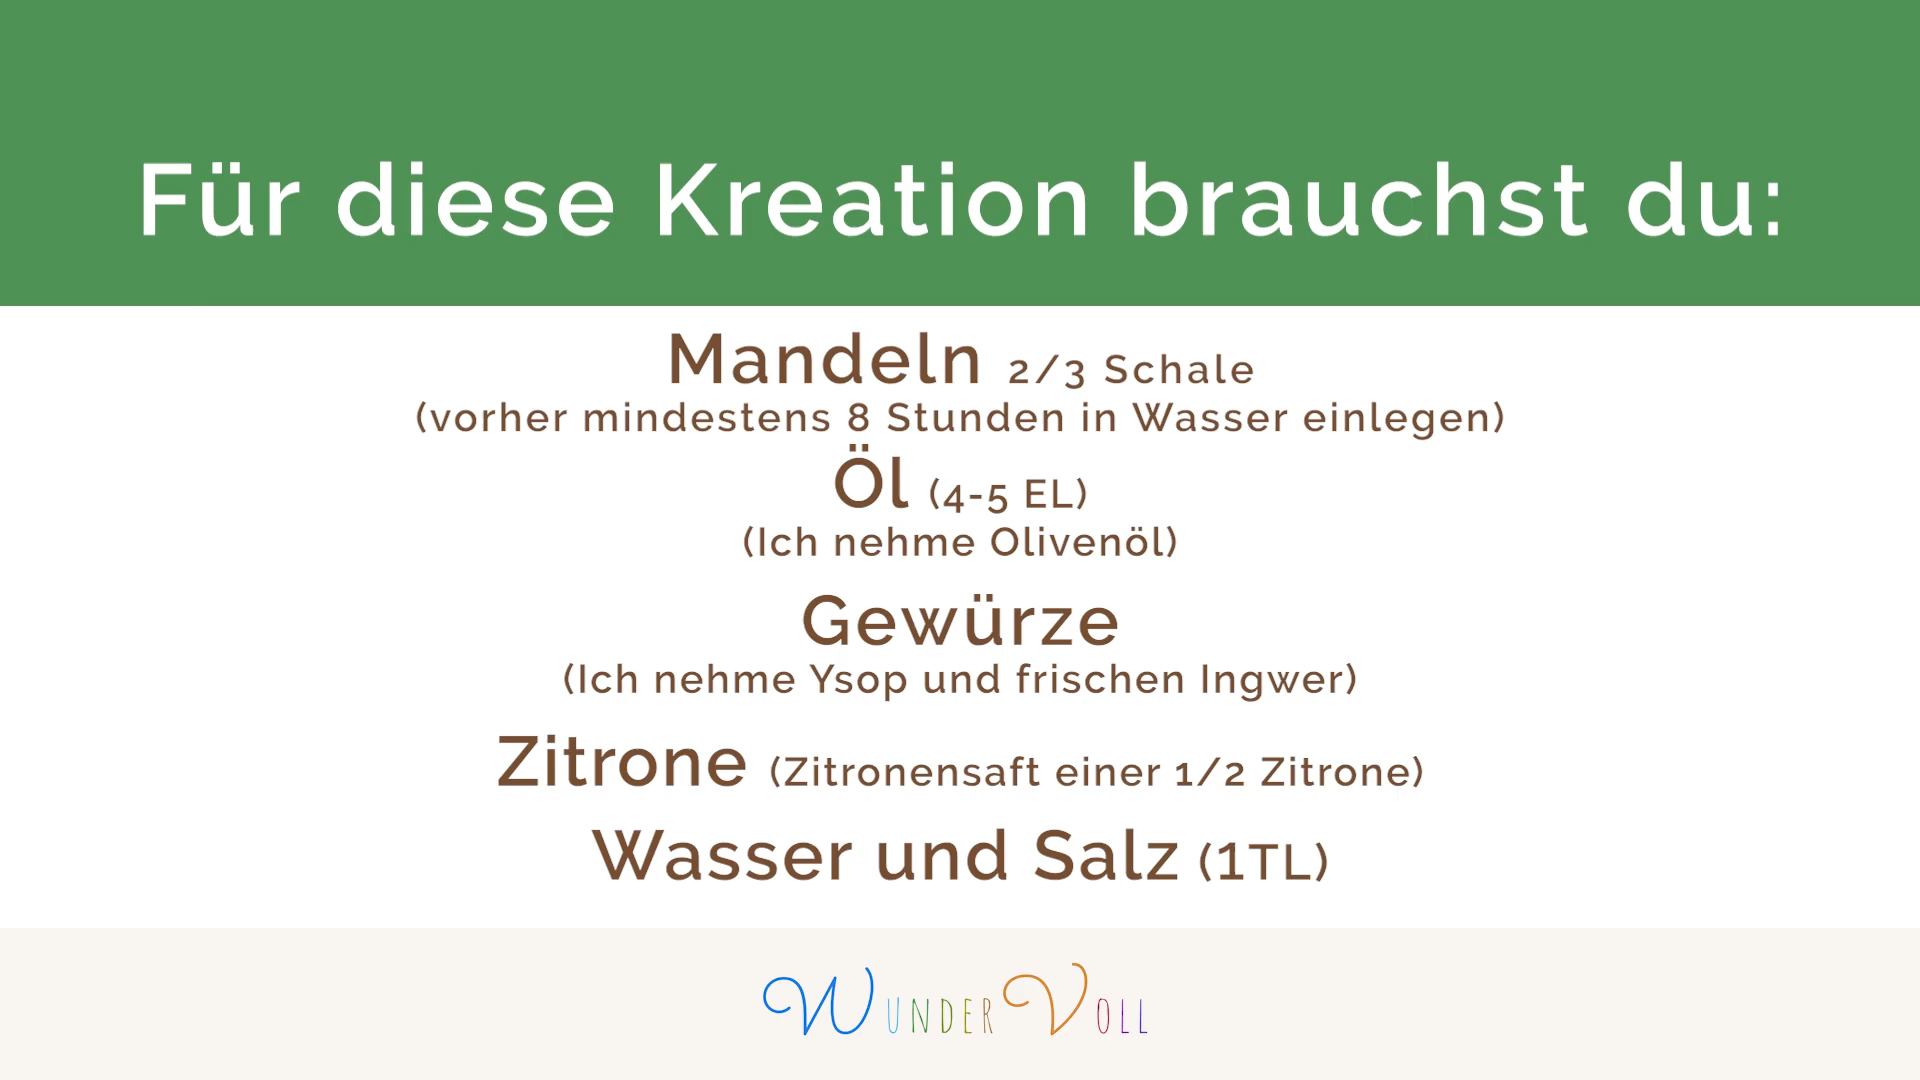 Für diese Kreation brauchst du:
Mandeln 2/3 Schale
(vorher mindestens 8 Stunden in Wasser einlegen)
Öl (4-5 EL)
(Ich nehme Olivenöl)
Gewürze
(Ich nehme Ysop und frischen Ingwer)
Zitrone (Zitronensaft einer 1/2 Zitrone)
Wasser und Salz (1TL)
WUNDERVOLL